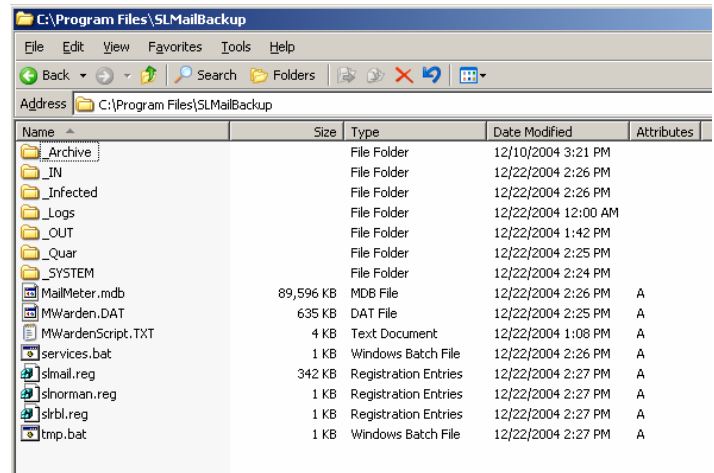 C:\Program Files\SLMailBackup
File Edit View Favorites Tools Help
Back Search Folders
Address C:\Program Files\SLMailBackup
Name Size Type Date Modified Attributes
_Archive File Folder 12/10/2004 3:21 PM
_IN File Folder 12/22/2004 2:26 PM
_Infected File Folder 12/22/2004 2:26 PM
_Logs File Folder 12/22/2004 12:00 AM
_OUT File Folder 12/22/2004 1:42 PM
_Quar File Folder 12/22/2004 2:25 PM
_SYSTEM File Folder 12/22/2004 2:24 PM
MailMeter.mdb 89,596 KB MDB File 12/22/2004 2:26 PM A
MWarden.DAT 635 KB DAT File 12/22/2004 2:25 PM A
MWardenScript.TXT 4 KB Text Document 12/22/2004 1:08 PM A
services.bat 1 KB Windows Batch File 12/22/2004 2:26 PM A
slmail.reg 342 KB Registration Entries 12/22/2004 2:27 PM A
slnorman.reg 1 KB Registration Entries 12/22/2004 2:27 PM A
slrbl.reg 1 KB Registration Entries 12/22/2004 2:27 PM A
tmp.bat 1 KB Windows Batch File 12/22/2004 2:27 PM A